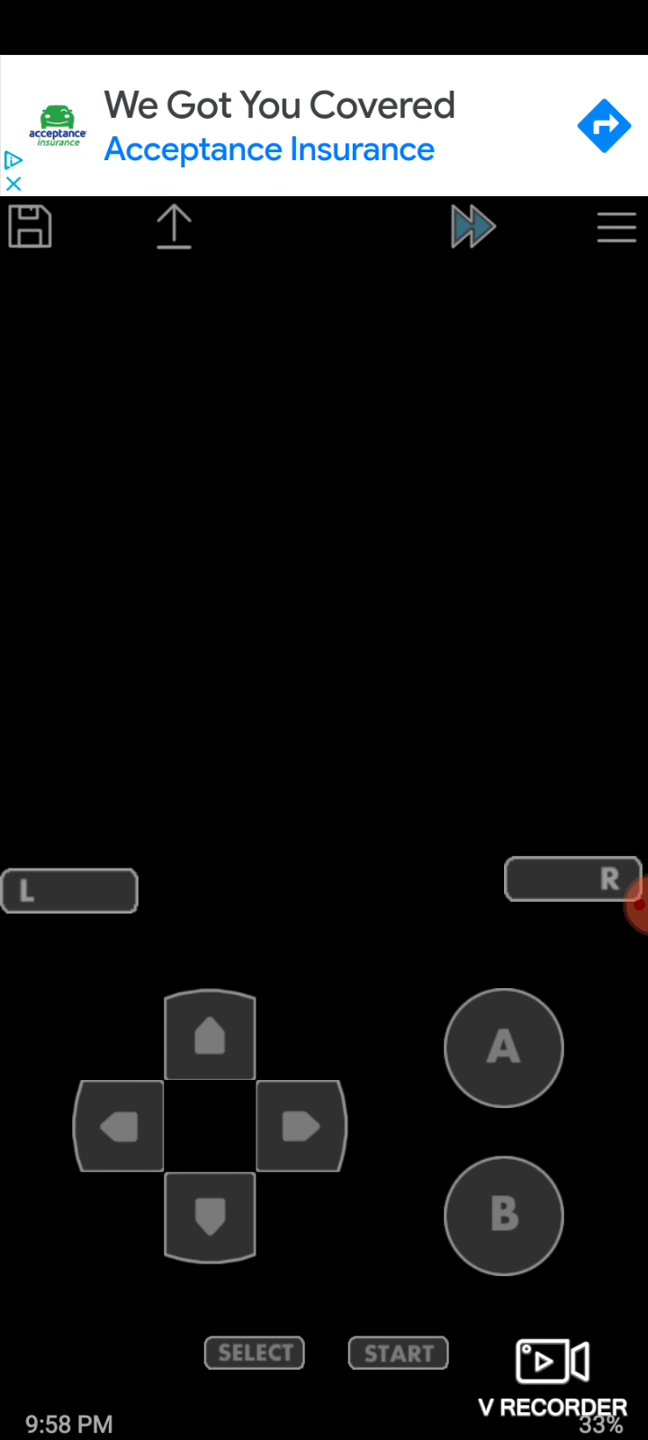 We Got You Covered
acceptance
insurance
Acceptance Insurance
L
R
A
B
SELECT
START
V RECORDER
9:58 PM
33%